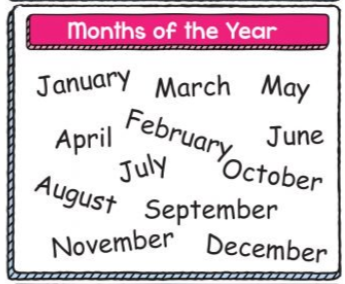 Months of the Year
January March May
April February June
July October
August September
November December